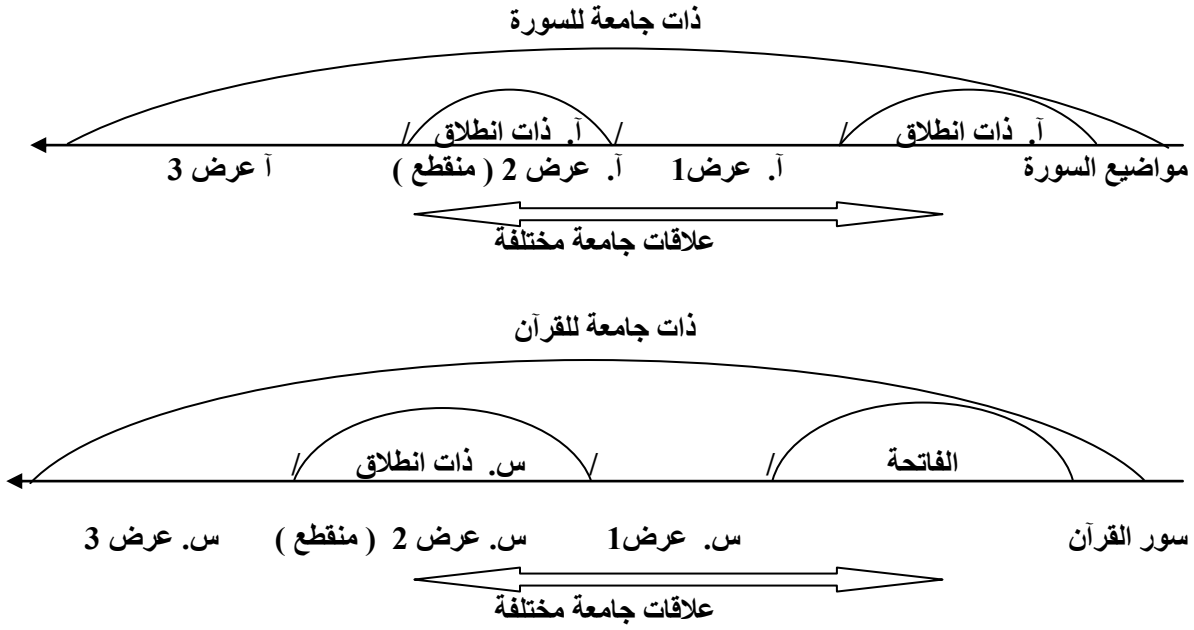 ذات جامعة للسورة
آ. ذات انطلاق / آ. ذات انطلاق /
مواضيع السورة آ. عرض1 آ. عرض 2 ( منقطع ) آ عرض 3
علاقات جامعة مختلفة
ذات جامعة للقرآن
الفاتحة / / س. ذات انطلاق /
سور القرآن س. عرض1 س. عرض 2 ( منقطع ) س. عرض 3
علاقات جامعة مختلفة